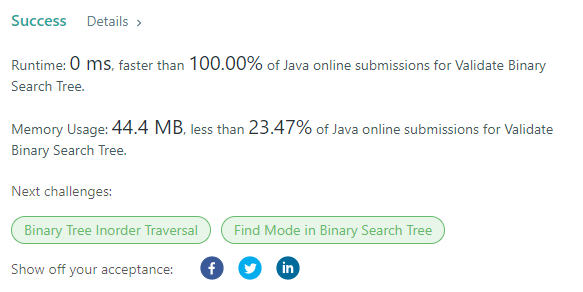 Success Details >
Runtime: 0 ms, faster than 100.00% of Java online submissions for Validate Binary
Search Tree.
Memory Usage: 44.4 MB, less than 23.47% of Java online submissions for Validate
Binary Search Tree.
Next challenges:
Binary Tree Inorder Traversal Find Mode in Binary Search Tree
Show off your acceptance: f in